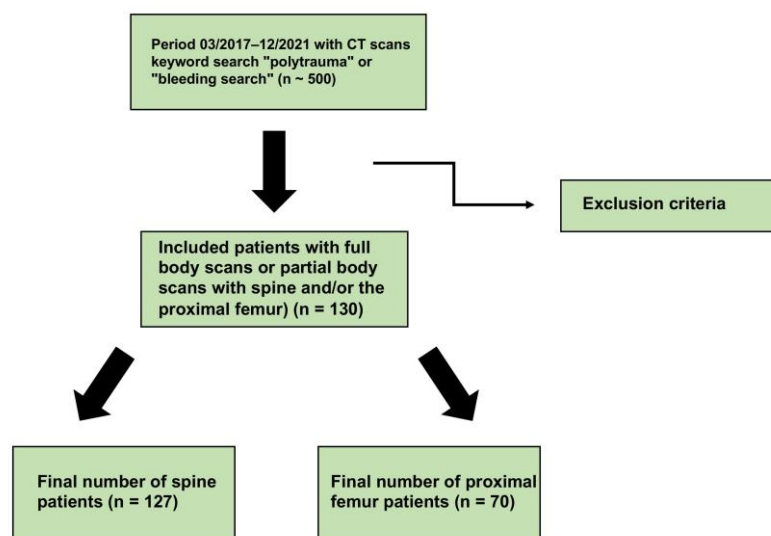 Period 03/2017–12/2021 with CT scans
keyword search "polytrauma" or
"bleeding search" (n ~ 500)
Exclusion criteria
Included patients with full
body scans or partial body
scans with spine and/or the
proximal femur) (n = 130)
Final number of spine
patients (n = 127)
Final number of proximal
femur patients (n = 70)